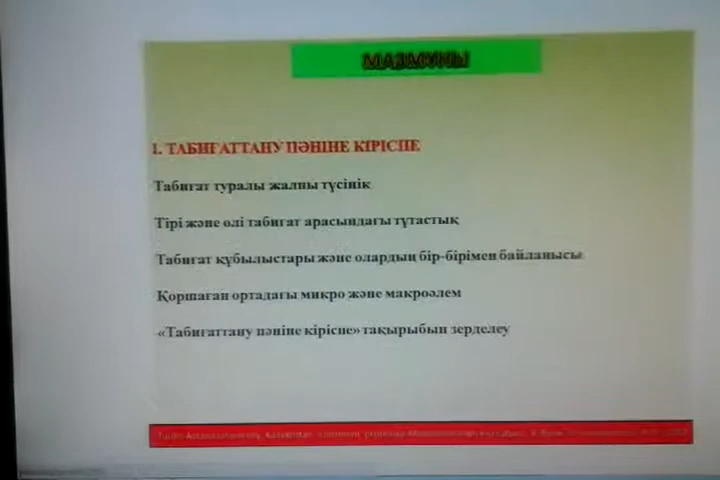 МАЗМҰНЫ
1. ТАБИҒАТТАНУ ПӘНІНЕ КІРІСПЕ
Табиғат туралы жалпы түсінік
Тірі және өлі табиғат арасындағы тұтастық
Табиғат құбылыстары және олардың бір-бірімен байланысы
Қоршаған ортадағы микро және макроәлем
«Табиғаттану пәніне кіріспе» тақырыбын зерделеу